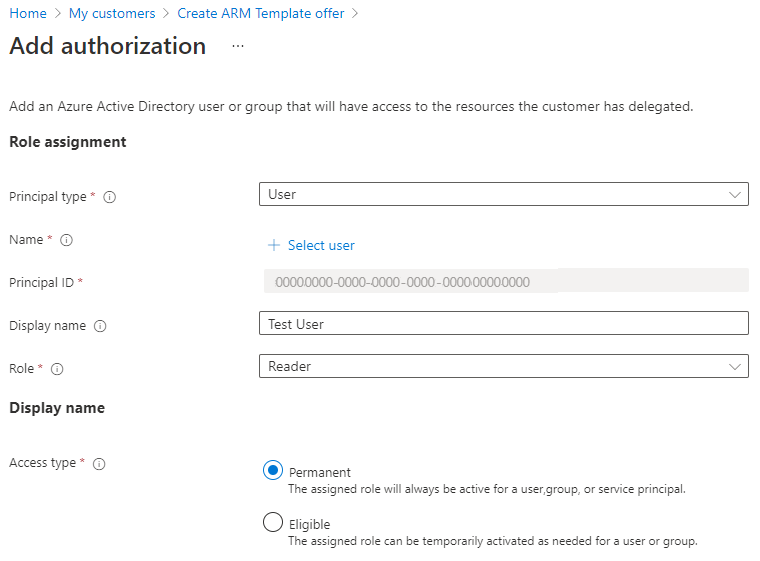 Home > My customers > Create ARM Template offer >
Add authorization ...
Add an Azure Active Directory user or group that will have access to the resources the customer has delegated.
Role assignment
Principal type * User
Name * + Select user
Principal ID * 00000000-0000-0000-0000-000000000000
Display name Test User
Role * Reader
Display name
Access type * Permanent
The assigned role will always be active for a user,group, or service principal.
Eligible
The assigned role can be temporarily activated as needed for a user or group.